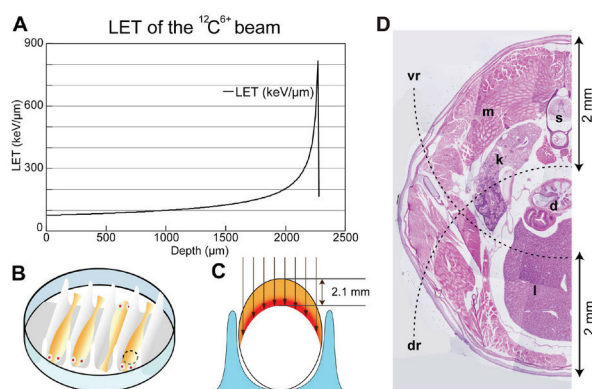 A
LET of the ¹²C⁶⁺ beam
LET (keV/µm)
900
600
300
0
LET (keV/µm)
0
500
1000
1500
2000
2500
Depth (µm)
B
C
2.1 mm
D
vr
m
s
k
d
l
dr
2 mm
2 mm